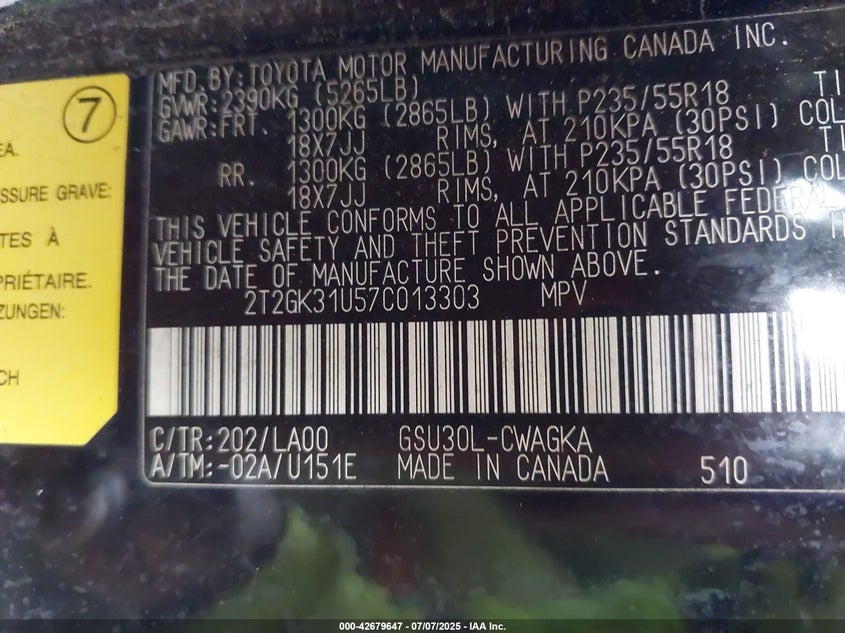 7
EA.
SSURE GRAVE:
TES À
PRIÉTAIRE.
ZUNGEN:
CH
MFD. BY: TOYOTA MOTOR MANUFACTURING CANADA INC.
GVWR: 2390KG (5265LB)
GAWR: FRT. 1300KG (2865LB) WITH P235/55R18 TI
18X7JJ RIMS, AT 210KPA (30PSI) COL
RR. 1300KG (2865LB) WITH P235/55R18 TI
18X7JJ RIMS, AT 210KPA (30PSI) COL
THIS VEHICLE CONFORMS TO ALL APPLICABLE FEDERAL
VEHICLE SAFETY AND THEFT PREVENTION STANDARDS
THE DATE OF MANUFACTURE SHOWN ABOVE.
2T2GK31U57C013303 MPV
C/TR: 202/LA00 GSU30L-CWAGKA
A/TM: -02A/U151E MADE IN CANADA 510
000-42679647 / 07/07/2025 - IAA Inc.